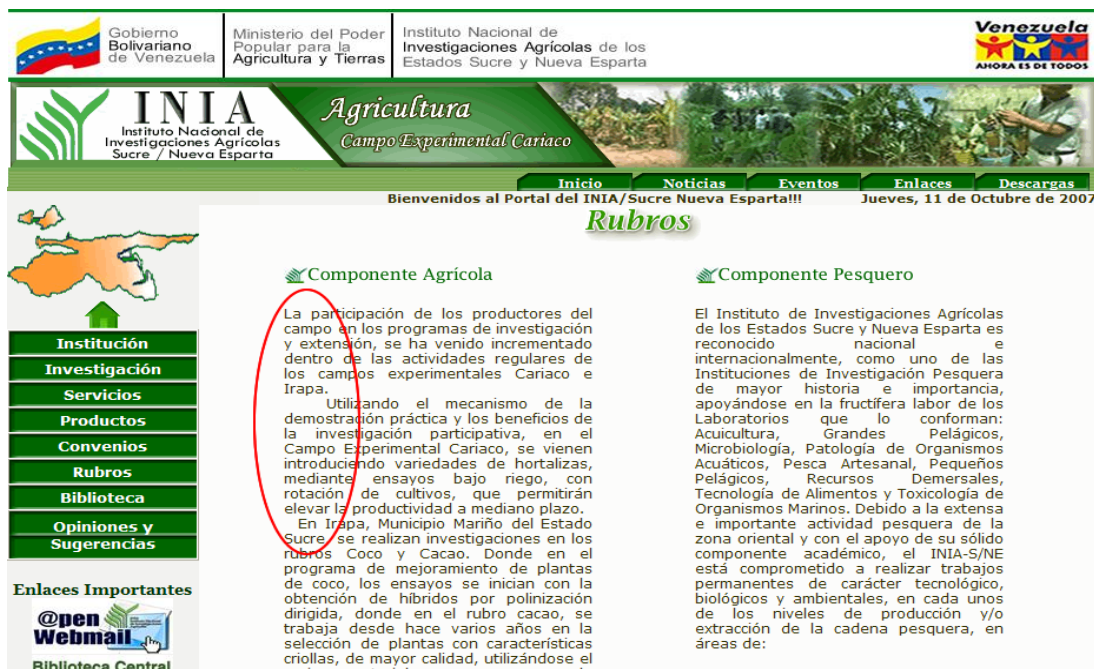 Gobierno
Bolivariano
de Venezuela
Ministerio del Poder
Popular para la
Agricultura y Tierras
Instituto Nacional de
Investigaciones Agrícolas de los
Estados Sucre y Nueva Esparta
Venezuela
AHORA ES DE TODOS
INIA
Instituto Nacional de
Investigaciones Agrícolas
Sucre / Nueva Esparta
Agricultura
Campo Experimental Cariaco
Inicio
Noticias
Eventos
Enlaces
Descargas
Bienvenidos al Portal del INIA/Sucre Nueva Esparta!!!
Jueves, 11 de Octubre de 2007
Rubros
Institución
Investigación
Servicios
Productos
Convenios
Rubros
Biblioteca
Opiniones y
Sugerencias
Enlaces Importantes
@pen
Webmail
Biblioteca Central
Componente Agrícola
La participación de los productores del
campo en los programas de investigación
y extensión, se ha venido incrementado
dentro de las actividades regulares de
los campos experimentales Cariaco e
Irapa.
Utilizando el mecanismo de la
demostración práctica y los beneficios de
la investigación participativa, en el
Campo Experimental Cariaco, se vienen
introduciendo variedades de hortalizas,
mediante ensayos bajo riego, con
rotación de cultivos, que permitirán
elevar la productividad a mediano plazo.
En Irapa, Municipio Mariño del Estado
Sucre, se realizan investigaciones en los
rubros Coco y Cacao. Donde en el
programa de mejoramiento de plantas
de coco, los ensayos se inician con la
obtención de híbridos por polinización
dirigida, donde en el rubro cacao, se
trabaja desde hace varios años en la
selección de plantas con características
criollas, de mayor calidad, utilizándose el
Componente Pesquero
El Instituto de Investigaciones Agrícolas
de los Estados Sucre y Nueva Esparta es
reconocido nacional e
internacionalmente, como uno de las
Instituciones de Investigación Pesquera
de mayor historia e importancia,
apoyándose en la fructífera labor de los
Laboratorios que lo conforman:
Acuicultura, Grandes Pelágicos,
Microbiología, Patología de Organismos
Acuáticos, Pesca Artesanal, Pequeños
Pelágicos, Recursos Demersales,
Tecnología de Alimentos y Toxicología de
Organismos Marinos. Debido a la extensa
e importante actividad pesquera de la
zona oriental y con el apoyo de su sólido
componente académico, el INIA-S/NE
está comprometido a realizar trabajos
permanentes de carácter tecnológico,
biológicos y ambientales, en cada unos
de los niveles de producción y/o
extracción de la cadena pesquera, en
áreas de: